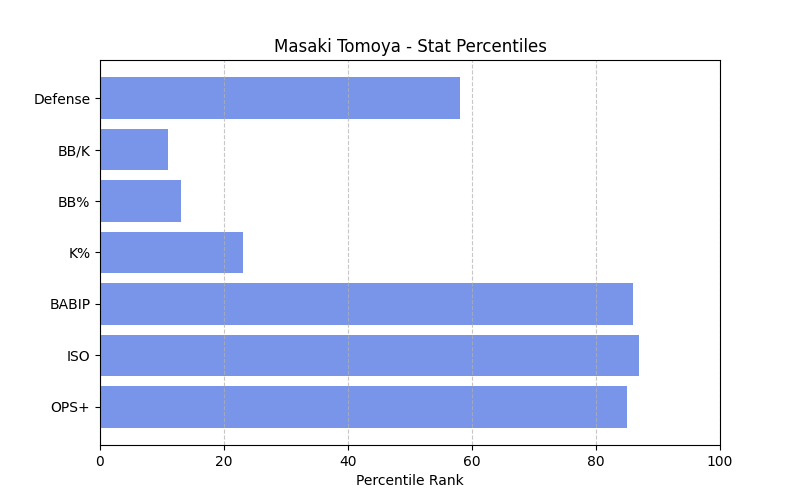 Masaki Tomoya - Stat Percentiles
Defense
BB/K
BB%
K%
BABIP
ISO
OPS+
0 20 40 60 80 100
Percentile Rank